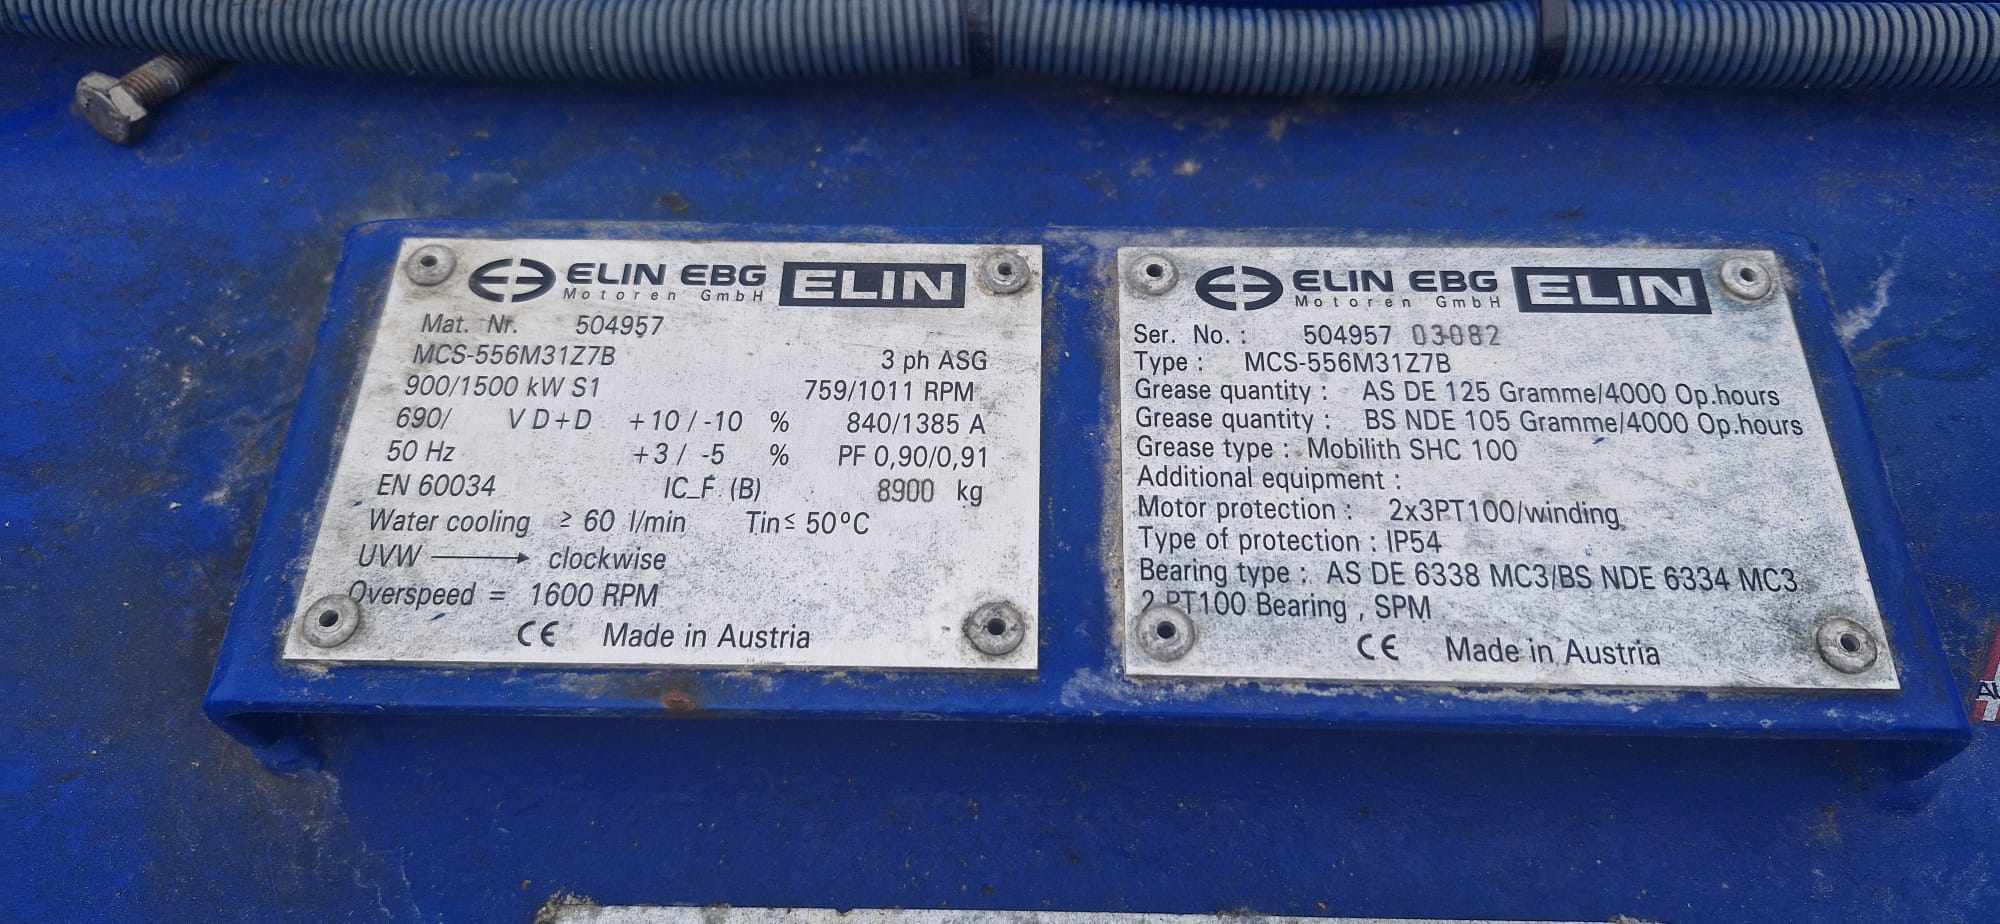 ELIN EBG ELIN
Motoren GmbH
Mat. Nr. 504957
MCS-556M31Z7B 3 ph ASG
900/1500 kW S1 759/1011 RPM
690/ V D+D +10 / -10 % 840/1385 A
50 Hz +3 / -5 % PF 0,90/0,91
EN 60034 IC_F. (B) 8900 kg
Water cooling ≥ 60 l/min Tin≤ 50°C
UVW → clockwise
Overspeed = 1600 RPM
CE Made in Austria
ELIN EBG ELIN
Motoren GmbH
Ser. No. : 504957 03082
Type : MCS-556M31Z7B
Grease quantity : AS DE 125 Gramme/4000 Op.hours
Grease quantity : BS NDE 105 Gramme/4000 Op.hours
Grease type : Mobilith SHC 100
Additional equipment :
Motor protection : 2x3PT100/winding
Type of protection : IP54
Bearing type : AS DE 6338 MC3/BS NDE 6334 MC3
2 PT100 Bearing , SPM
CE Made in Austria